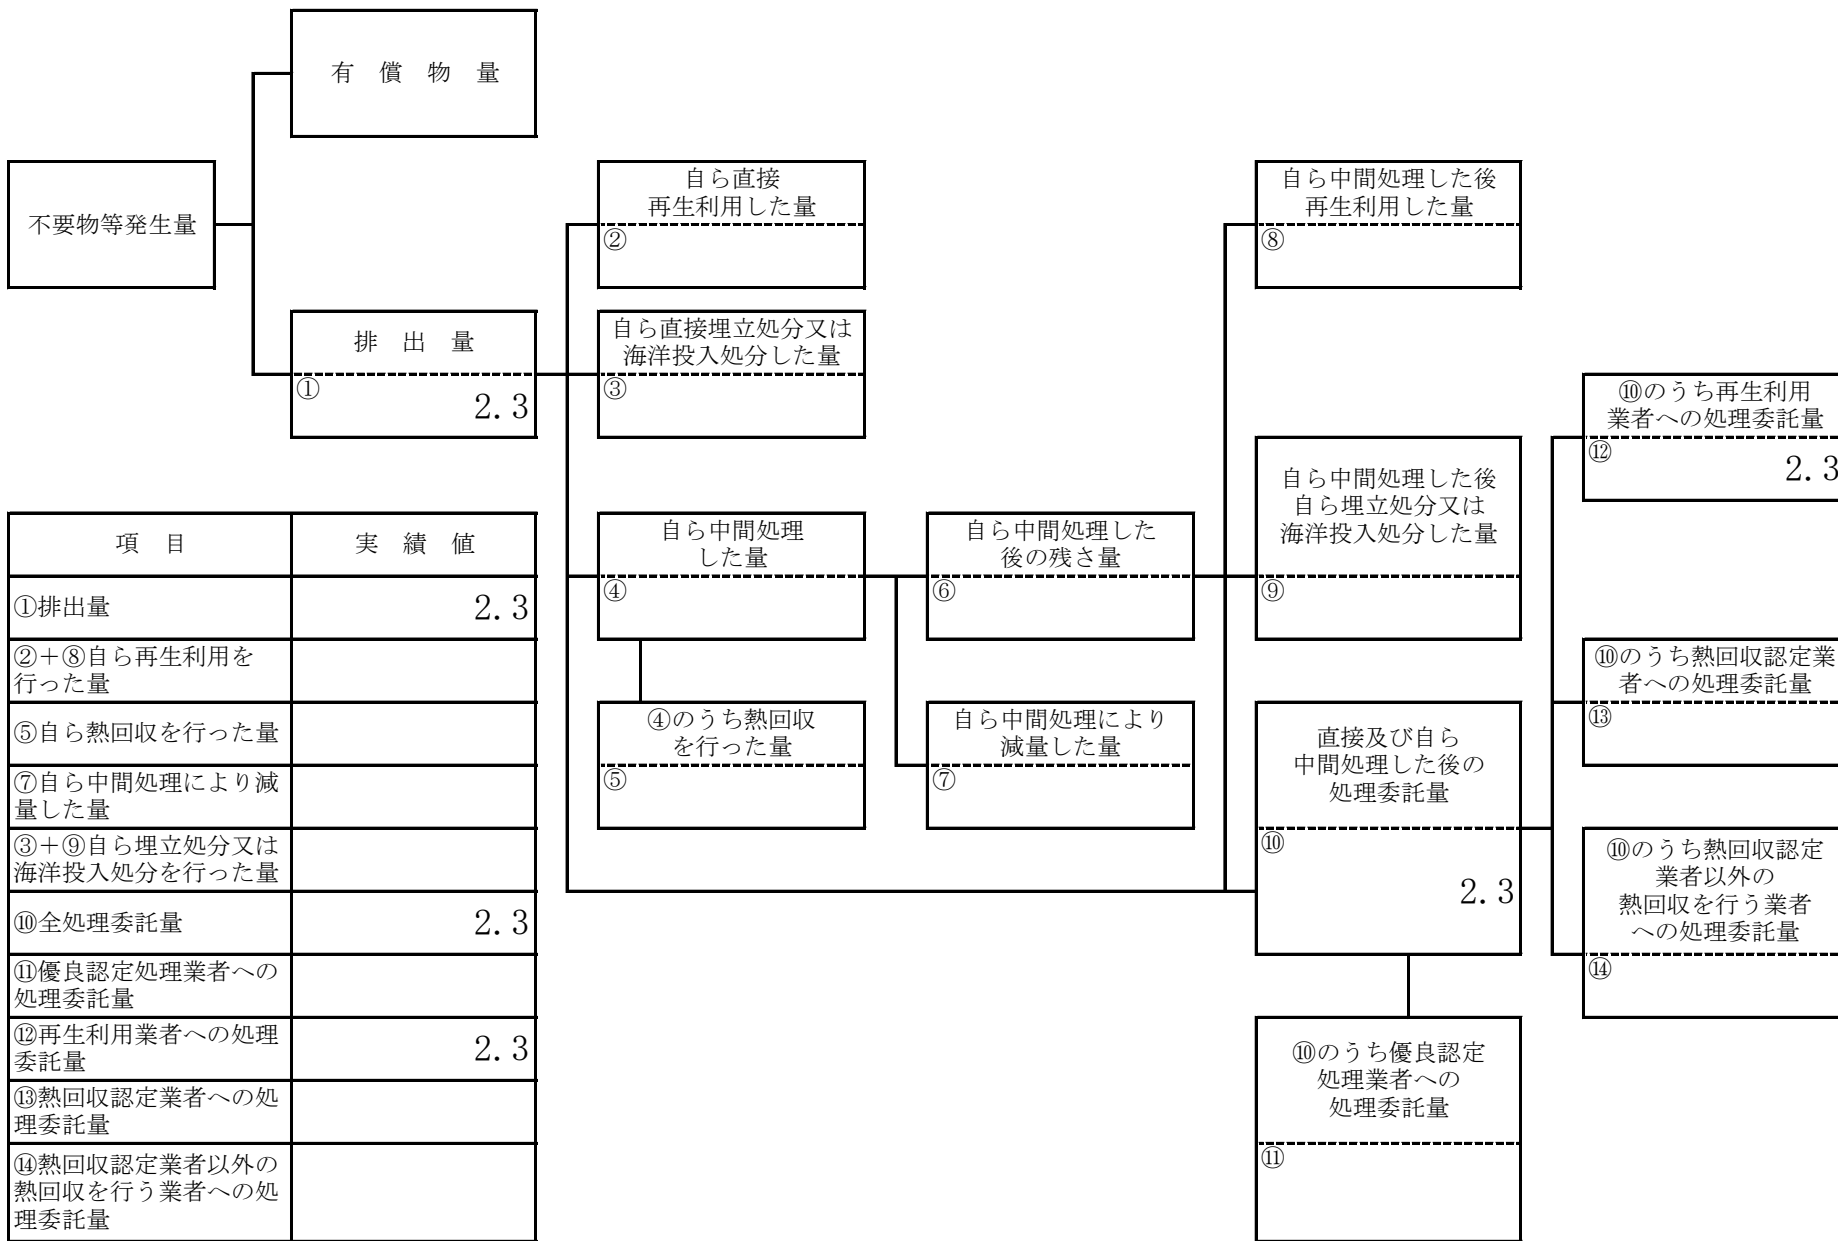 有　償　物　量
不要物等発生量
排　出　量
①
2.3
自ら直接
再生利用した量
②
自ら直接埋立処分又は
海洋投入処分した量
③
自ら中間処理した後
再生利用した量
⑧
⑩のうち再生利用
業者への処理委託量
⑫
2.3
自ら中間処理した後
自ら埋立処分又は
海洋投入処分した量
⑨
自ら中間処理
した量
④
自ら中間処理した
後の残さ量
⑥
④のうち熱回収
を行った量
⑤
自ら中間処理により
減量した量
⑦
⑩のうち熱回収認定業
者への処理委託量
⑬
直接及び自ら
中間処理した後の
処理委託量
⑩
2.3
⑩のうち熱回収認定
業者以外の
熱回収を行う業者
への処理委託量
⑭
⑩のうち優良認定
処理業者への
処理委託量
⑪
項　目
実　績　値
①排出量
2.3
②＋⑧自ら再生利用を
行った量
⑤自ら熱回収を行った量
⑦自ら中間処理により減
量した量
③＋⑨自ら埋立処分又は
海洋投入処分を行った量
⑩全処理委託量
2.3
⑪優良認定処理業者への
処理委託量
⑫再生利用業者への処理
委託量
2.3
⑬熱回収認定業者への処
理委託量
⑭熱回収認定業者以外の
熱回収を行う業者への処
理委託量